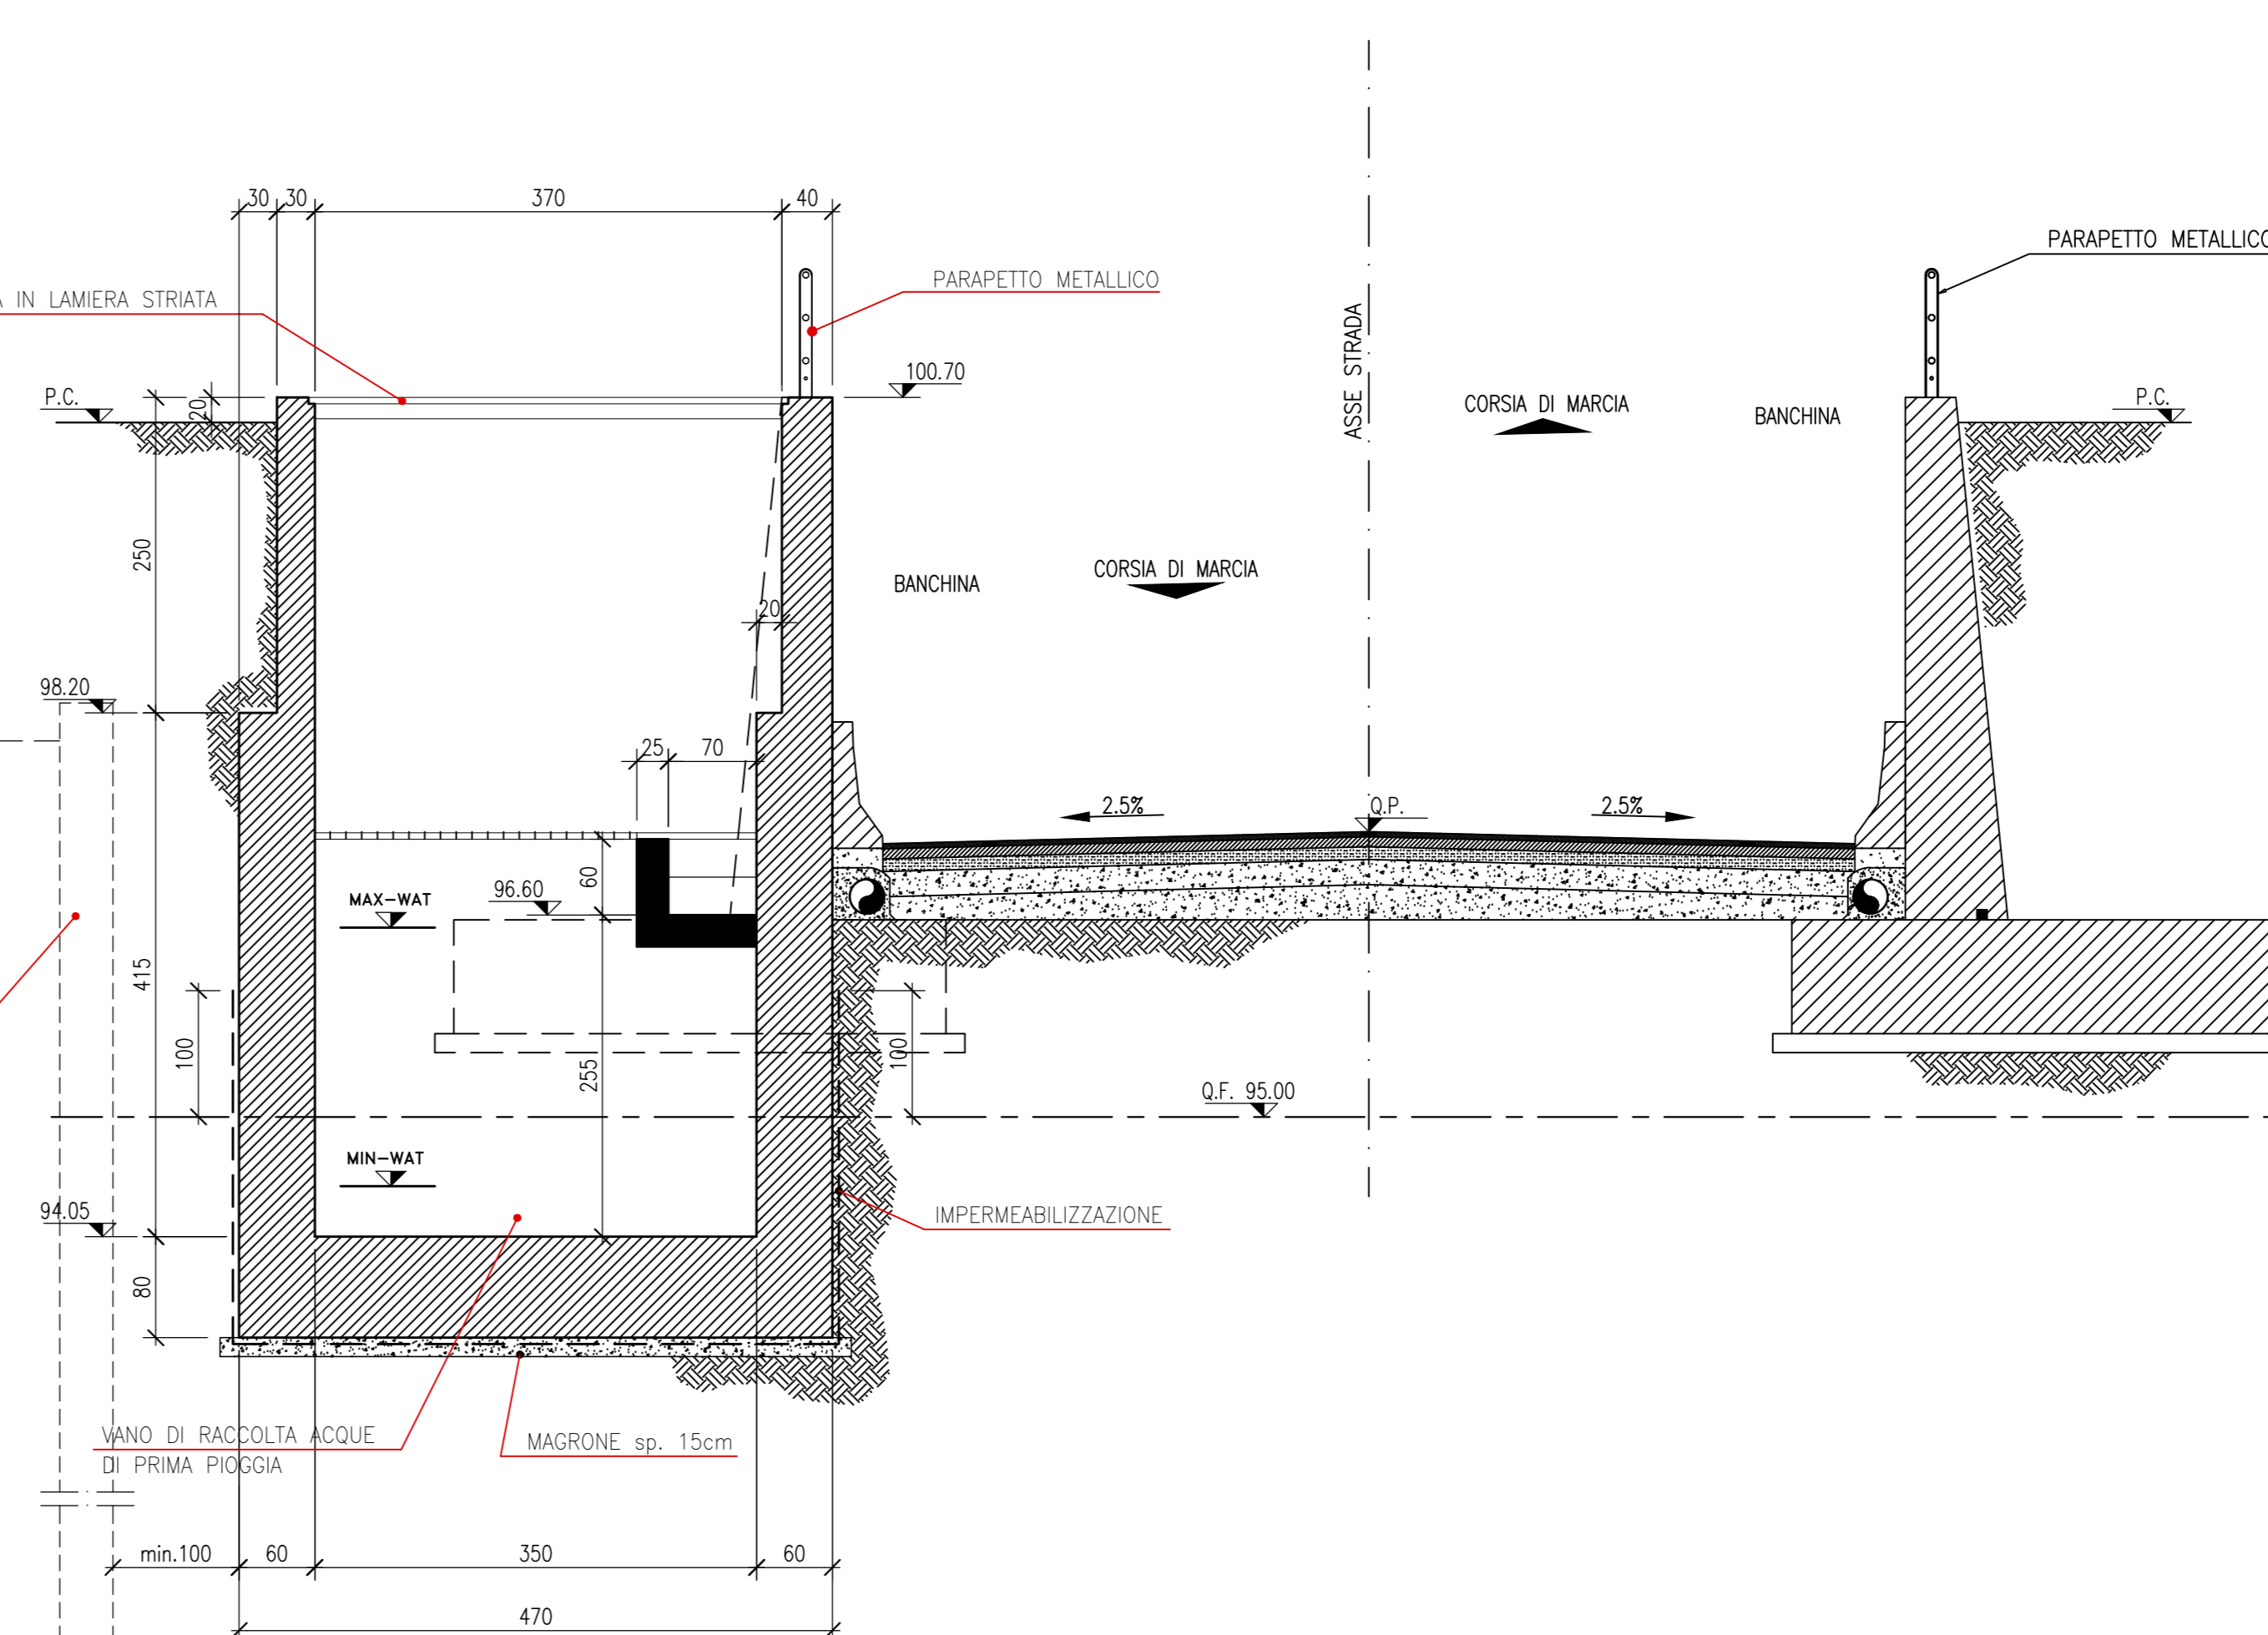 30 30 370 40
PARAPETTO METALLICO
PARAPETTO METALLICO
IN LAMIERA STRIATA
100.70
P.C.
20
ASSE STRADA
CORSIA DI MARCIA
BANCHINA
P.C.
250
CORSIA DI MARCIA
BANCHINA
20
98.20
25 70
2.5%
Q.P.
2.5%
60
96.60
MAX-WAT
415
100
255
100
Q.F. 95.00
MIN-WAT
94.05
IMPERMEABILIZZAZIONE
80
VANO DI RACCOLTA ACQUE
DI PRIMA PIOGGIA
MAGRONE sp. 15cm
min.100 60 350 60
470